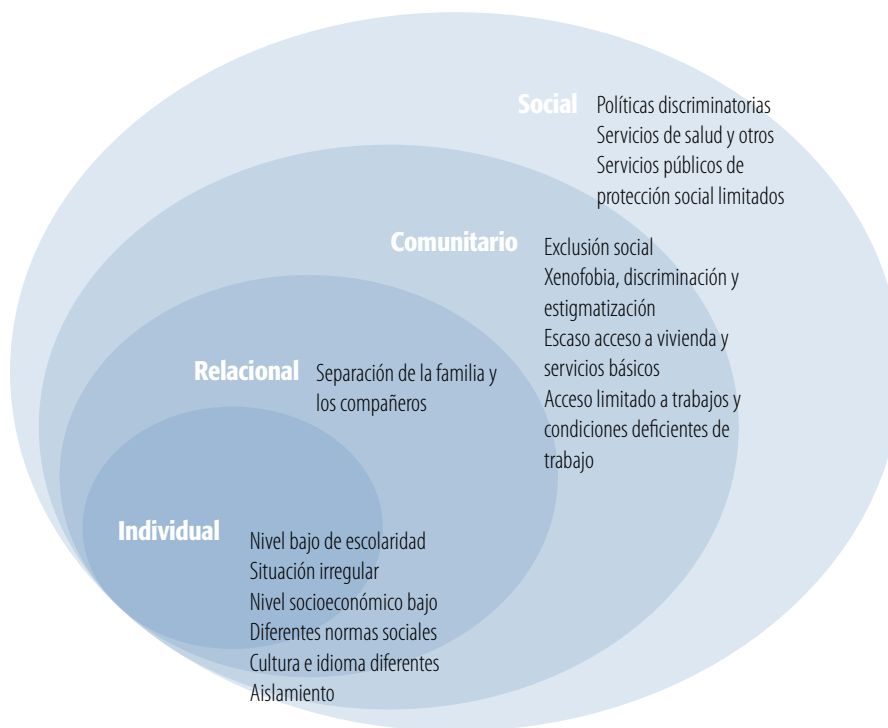 Social
Políticas discriminatorias
Servicios de salud y otros
Servicios públicos de
protección social limitados
Comunitario
Exclusión social
Xenofobia, discriminación y
estigmatización
Escaso acceso a vivienda y
servicios básicos
Acceso limitado a trabajos y
condiciones deficientes de
trabajo
Relacional
Separación de la familia y
los compañeros
Individual
Nivel bajo de escolaridad
Situación irregular
Nivel socioeconómico bajo
Diferentes normas sociales
Cultura e idioma diferentes
Aislamiento